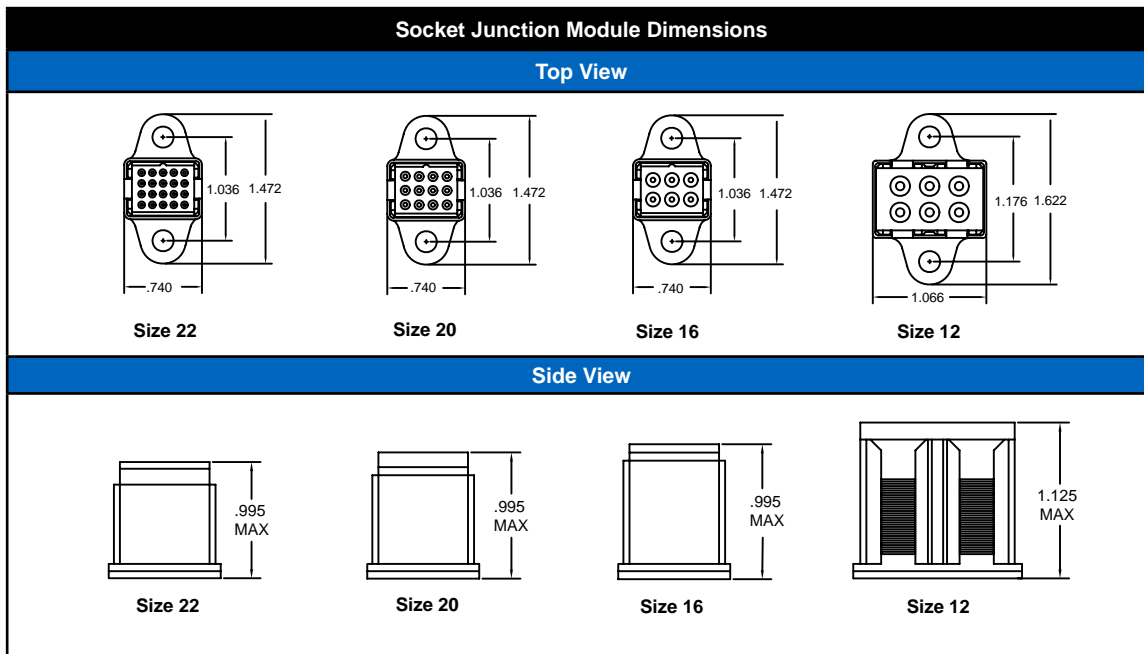 Socket Junction Module Dimensions
Top View
1.036 1.472
.740
Size 22
1.036 1.472
.740
Size 20
1.036 1.472
.740
Size 16
1.176 1.622
1.066
Size 12
Side View
.995
MAX
Size 22
.995
MAX
Size 20
.995
MAX
Size 16
1.125
MAX
Size 12